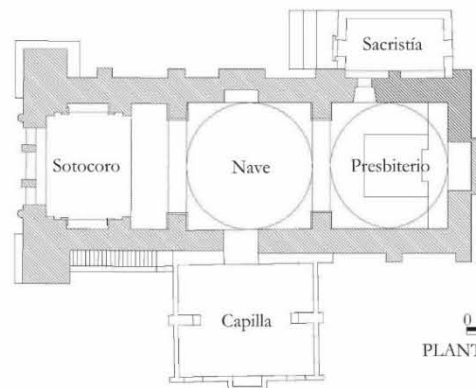 Sacristía
Sotocoro
Nave
Presbiterio
Capilla
0
PLANT